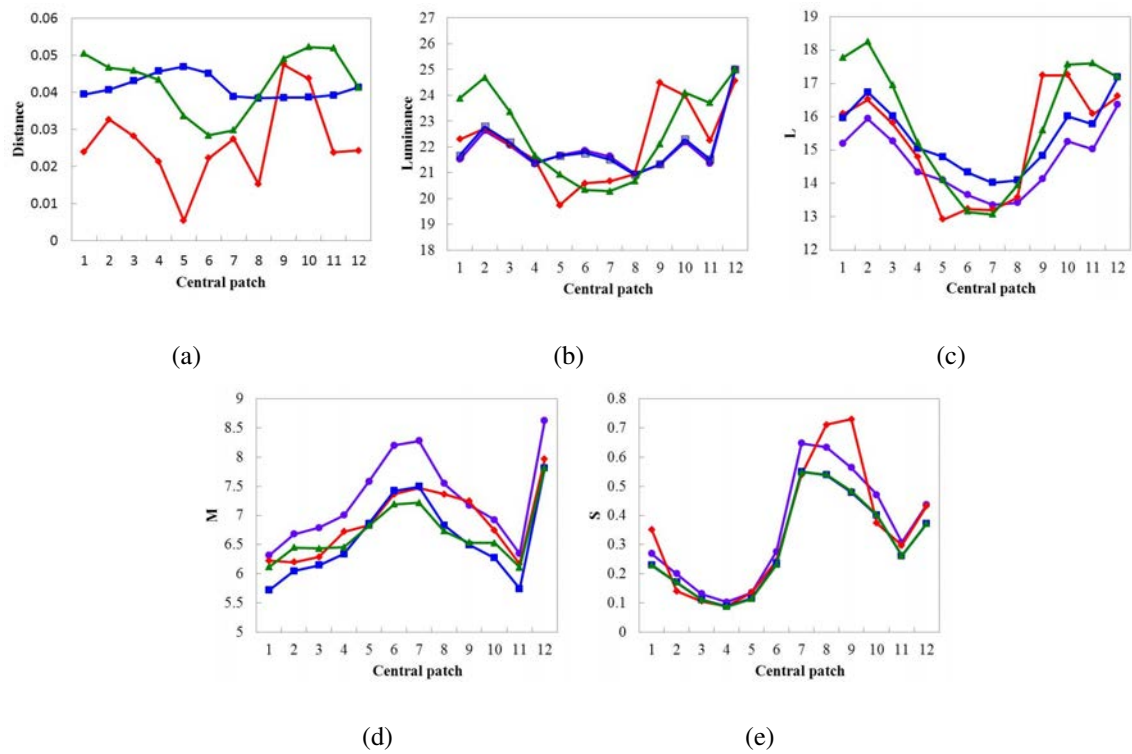 0.06
0.05
0.04
0.03
0.02
0.01
0
Distance
1 2 3 4 5 6 7 8 9 10 11 12
Central patch
(a)
27
26
25
24
23
22
21
20
19
18
Luminance
1 2 3 4 5 6 7 8 9 10 11 12
Central patch
(b)
19
18
17
16
15
14
13
12
L
1 2 3 4 5 6 7 8 9 10 11 12
Central patch
(c)
9
8.5
8
7.5
7
6.5
6
5.5
5
M
1 2 3 4 5 6 7 8 9 10 11 12
Central patch
(d)
0.8
0.7
0.6
0.5
0.4
0.3
0.2
0.1
0
S
1 2 3 4 5 6 7 8 9 10 11 12
Central patch
(e)